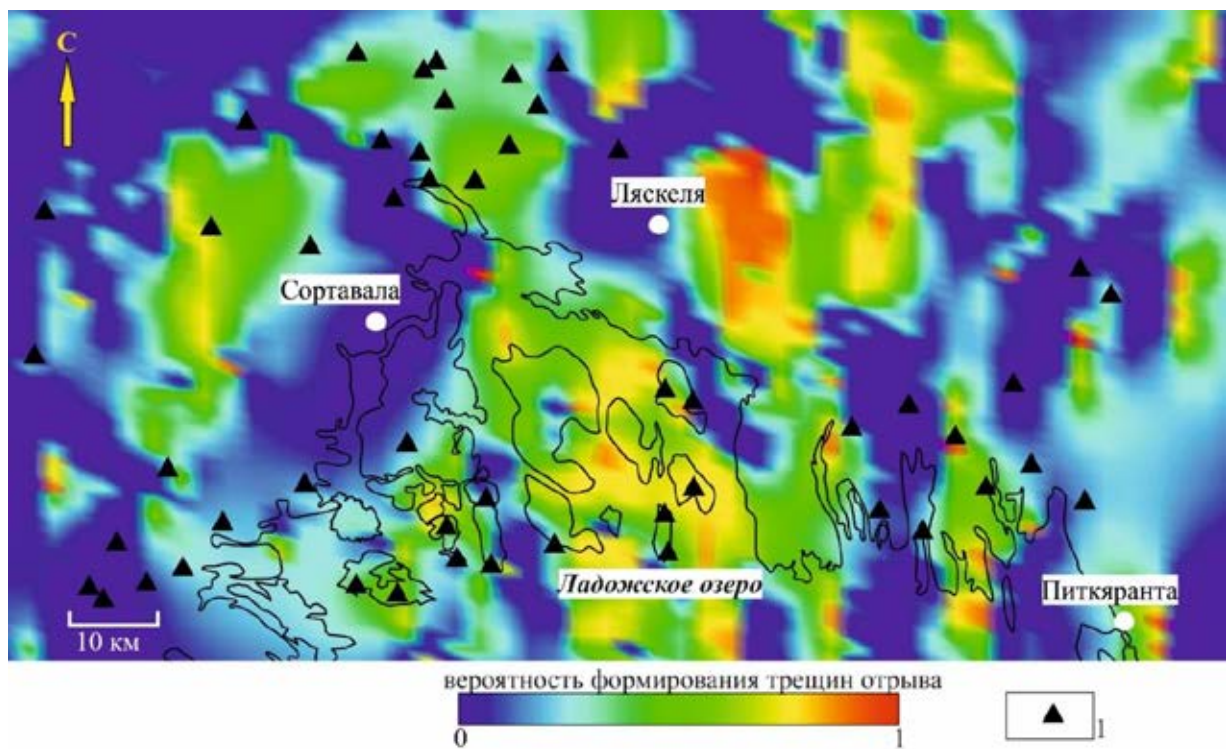 С
Ляскеля
Сортавала
Ладожское озеро
Питкяранта
10 км
вероятность формирования трещин отрыва
0
1
1